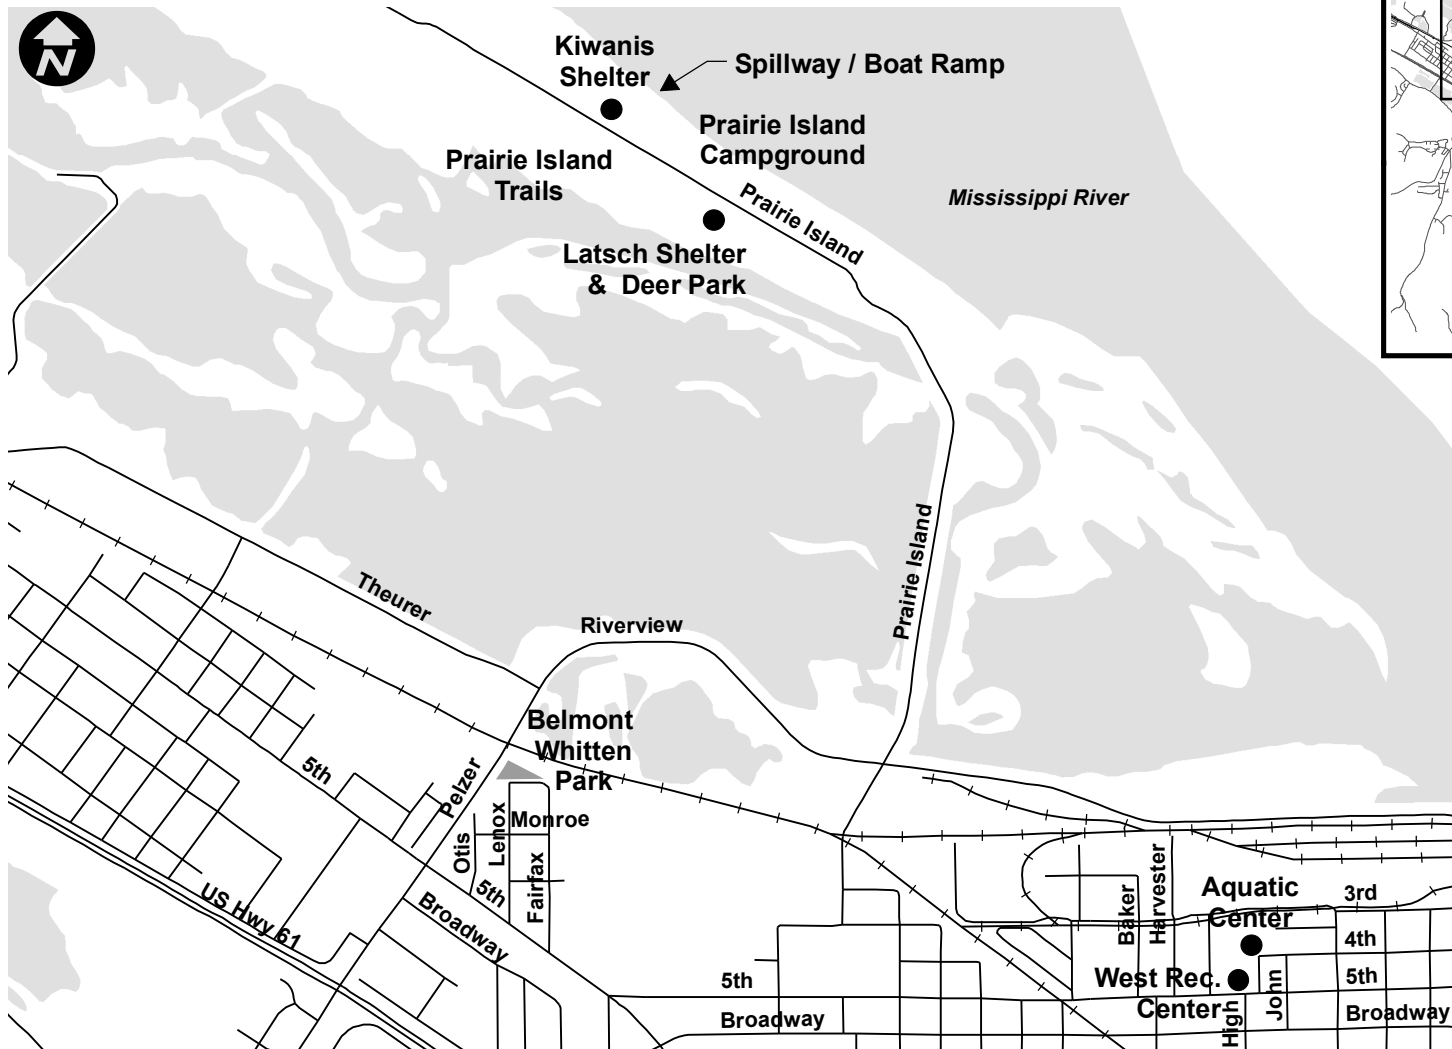 N
Kiwanis
Shelter
Spillway / Boat Ramp
Prairie Island
Campground
Prairie Island
Trails
Mississippi River
Prairie Island
Latsch Shelter
& Deer Park
Prairie Island
Theurer
Riverview
Belmont
Whitten
Park
5th
Pelzer
Monroe
Lenox
Otis
Fairfax
5th
US Hwy 61
Broadway
Harvester
Baker
Aquatic
Center
3rd
4th
5th
West Rec.
Center
5th
John
High
Broadway
Broadway